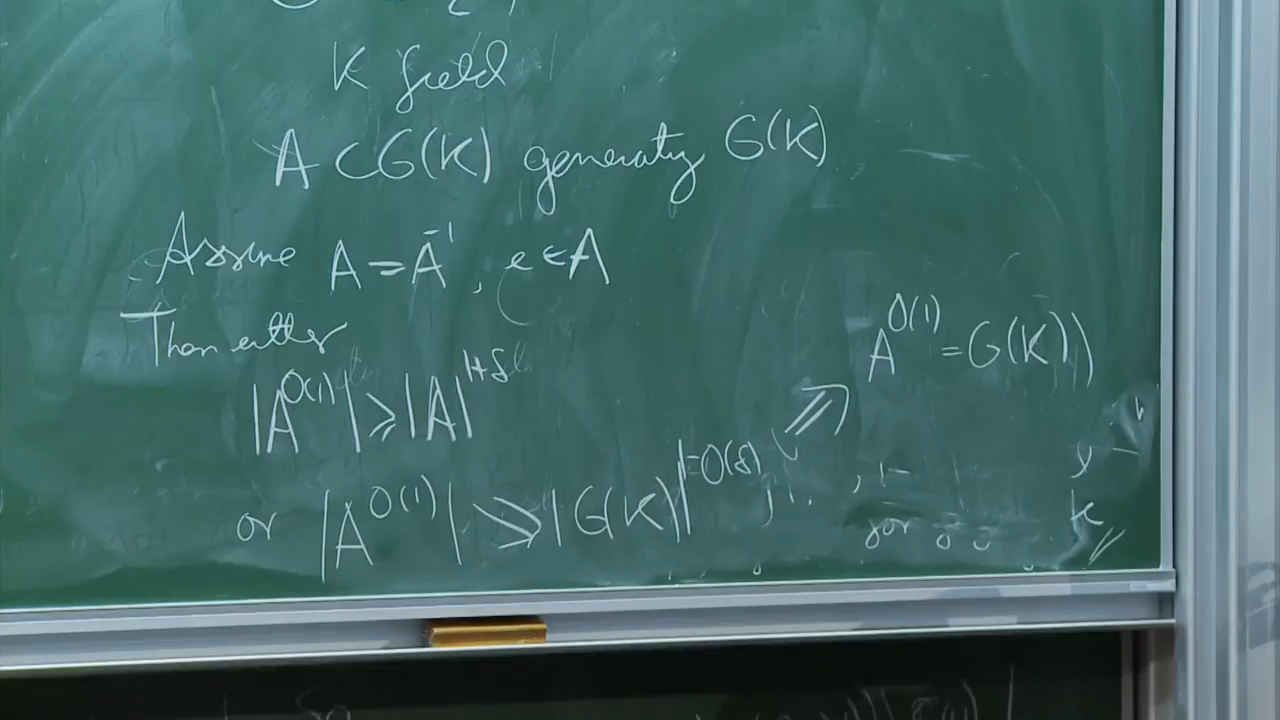 K field
A ⊂ G(K) generating G(K)
Assume A = A^{-1}, e ∈ A
Then either
|A^{O(1)}| ⩾ |A|^{1+δ}
or |A^{O(1)}| ⩾ |G(K)|^{1-O(δ)} ⇒ A^{O(1)} = G(K))